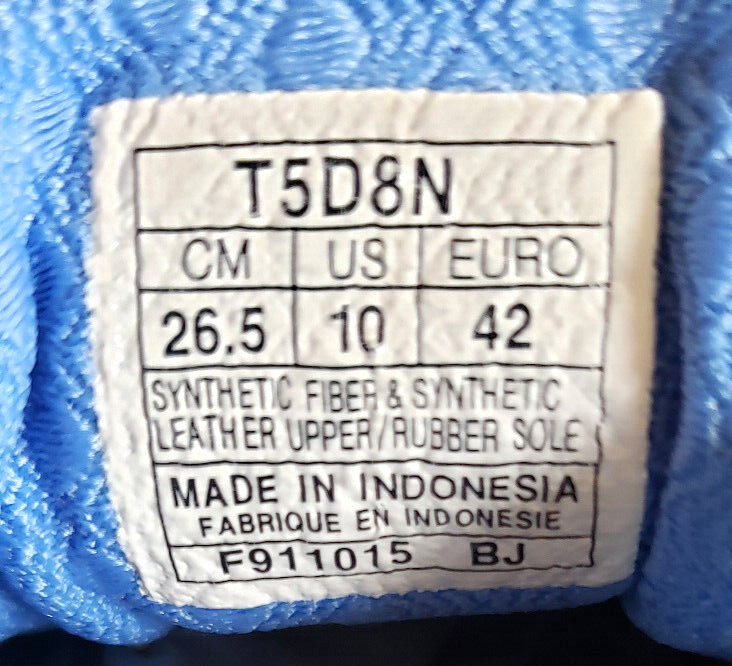 T5D8N
CM US EURO
26.5 10 42
SYNTHETIC FIBER & SYNTHETIC
LEATHER UPPER/RUBBER SOLE
MADE IN INDONESIA
FABRIQUE EN INDONESIE
F911015 BJ